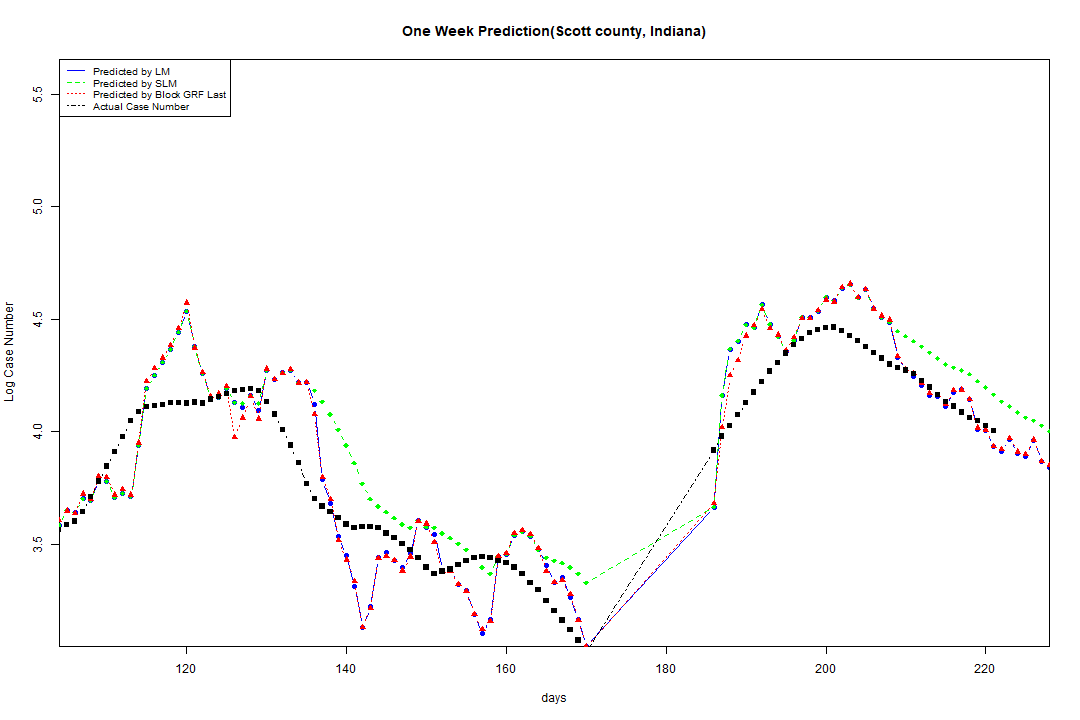 One Week Prediction(Scott county, Indiana)
Predicted by LM
Predicted by SLM
Predicted by Block GRF Last
Actual Case Number
5.5
5.0
4.5
4.0
3.5
Log Case Number
120
140
160
180
200
220
days